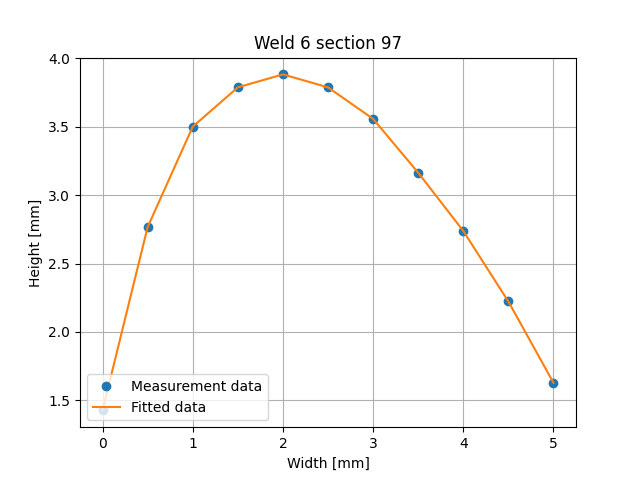 Weld 6 section 97
4.0
3.5
3.0
2.5
2.0
1.5
Height [mm]
Measurement data
Fitted data
0 1 2 3 4 5
Width [mm]